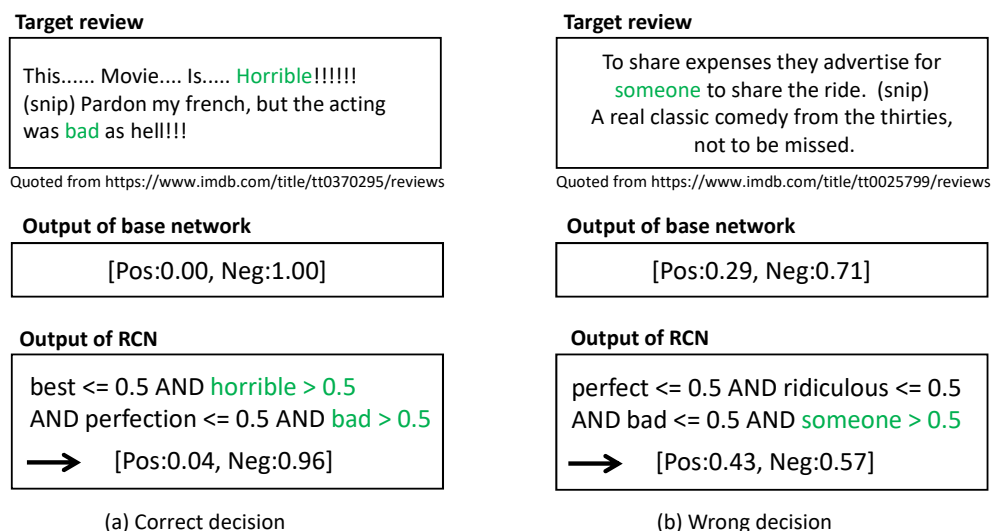 Target review
This...... Movie.... Is..... Horrible!!!!!!
(snip) Pardon my french, but the acting
was bad as hell!!!
Quoted from https://www.imdb.com/title/tt0370295/reviews
Output of base network
[Pos:0.00, Neg:1.00]
Output of RCN
best <= 0.5 AND horrible > 0.5
AND perfection <= 0.5 AND bad > 0.5
[Pos:0.04, Neg:0.96]
(a) Correct decision
Target review
To share expenses they advertise for
someone to share the ride. (snip)
A real classic comedy from the thirties,
not to be missed.
Quoted from https://www.imdb.com/title/tt0025799/reviews
Output of base network
[Pos:0.29, Neg:0.71]
Output of RCN
perfect <= 0.5 AND ridiculous <= 0.5
AND bad <= 0.5 AND someone > 0.5
[Pos:0.43, Neg:0.57]
(b) Wrong decision